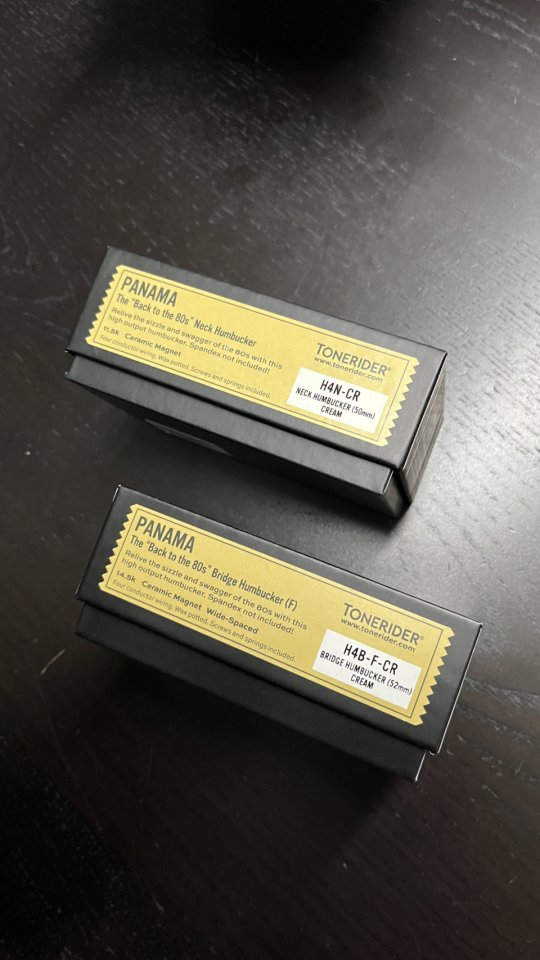 PANAMA
The "Back to the 80s" Neck Humbucker
Relive the sizzle and swagger of the 80s with this
high output humbucker. Spandex not included!
11.5k Ceramic Magnet
Four conductor wiring. Wax potted. Screws and springs included.
TONERIDER®
www.tonerider.com
H4N-CR
NECK HUMBUCKER (50mm)
CREAM
PANAMA
The "Back to the 80s" Bridge Humbucker (F)
Relive the sizzle and swagger of the 80s with this
high output humbucker. Spandex not included!
14.5k Ceramic Magnet Wide-Spaced
Four conductor wiring. Wax potted. Screws and springs included.
TONERIDER®
www.tonerider.com
H4B-F-CR
BRIDGE HUMBUCKER (52mm)
CREAM